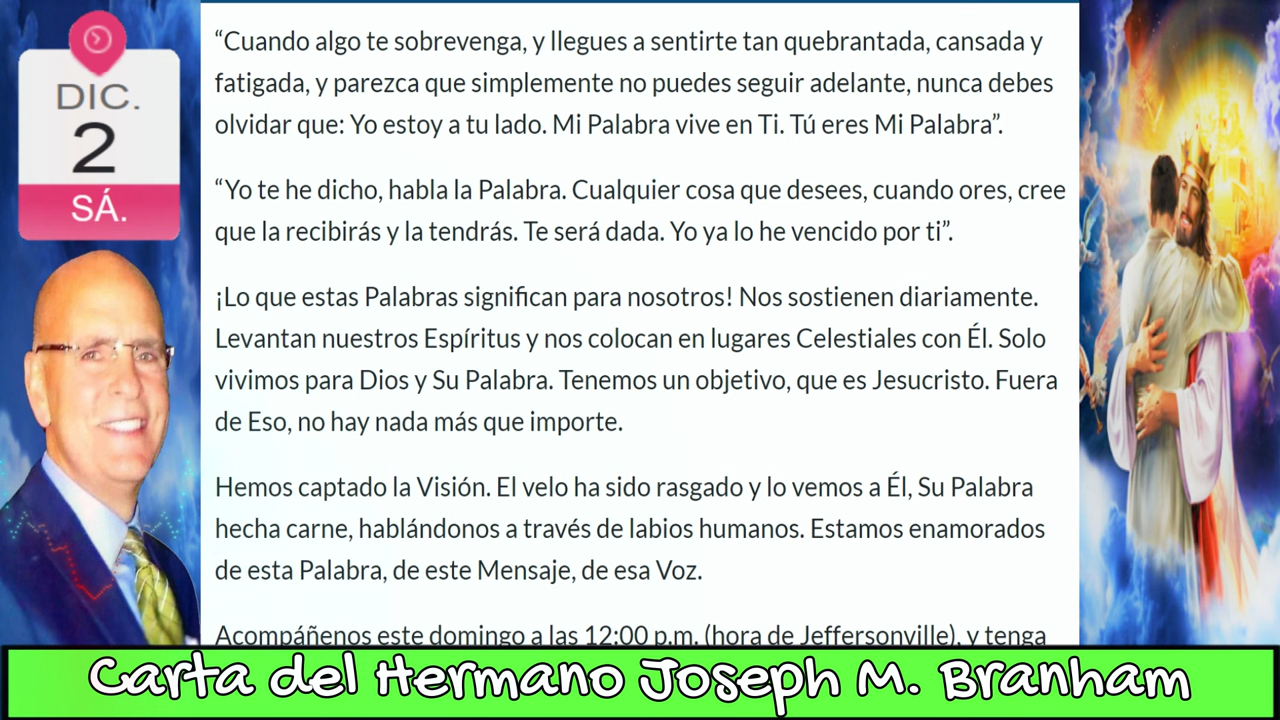 DIC.
2
SÁ.
“Cuando algo te sobrevenga, y llegues a sentirte tan quebrantada, cansada y
fatigada, y parezca que simplemente no puedes seguir adelante, nunca debes
olvidar que: Yo estoy a tu lado. Mi Palabra vive en Ti. Tú eres Mi Palabra”.
“Yo te he dicho, habla la Palabra. Cualquier cosa que desees, cuando ores, cree
que la recibirás y la tendrás. Te será dada. Yo ya lo he vencido por ti”.
¡Lo que estas Palabras significan para nosotros! Nos sostienen diariamente.
Levantan nuestros Espíritus y nos colocan en lugares Celestiales con Él. Solo
vivimos para Dios y Su Palabra. Tenemos un objetivo, que es Jesucristo. Fuera
de Eso, no hay nada más que importe.
Hemos captado la Visión. El velo ha sido rasgado y lo vemos a Él, Su Palabra
hecha carne, hablándonos a través de labios humanos. Estamos enamorados
de esta Palabra, de este Mensaje, de esa Voz.
Acompáñenos este domingo a las 12:00 p.m. (hora de Jeffersonville), y tenga
Carta del Hermano Joseph M. Branham